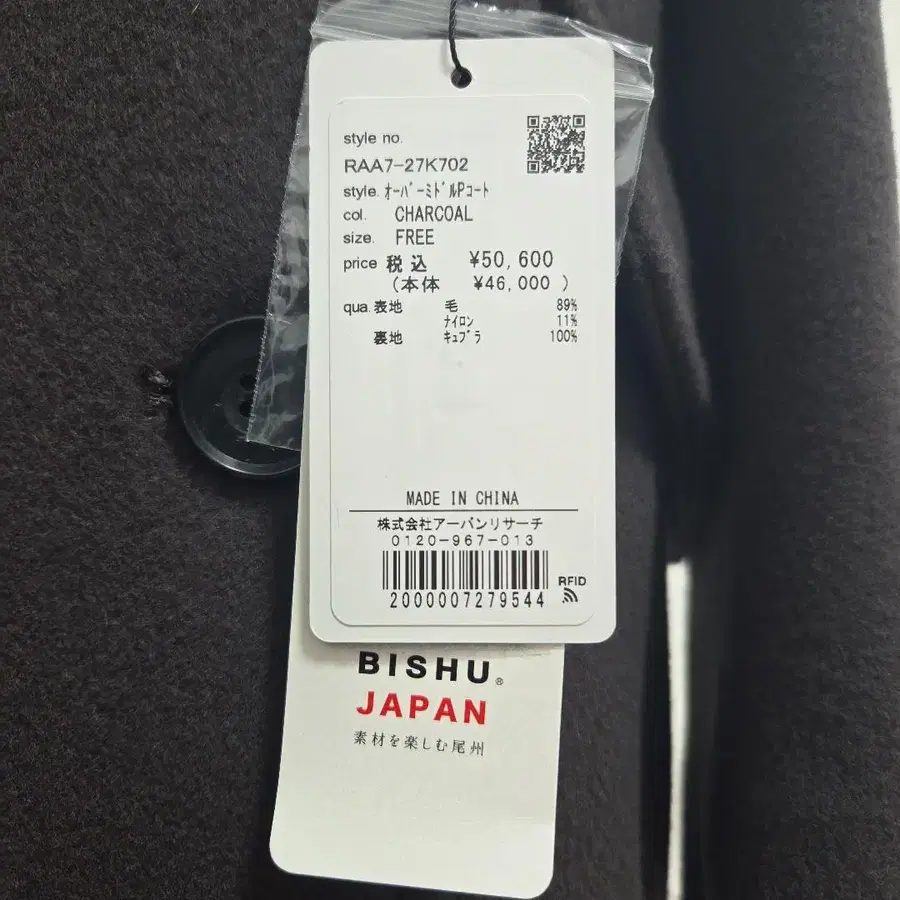 style no.
RAA7-27K702
style. ｵｰﾊﾞｰﾐﾄﾞﾙPｺｰﾄ
col. CHARCOAL
size. FREE
price 税込 ¥50,600
(本体 ¥46,000 )
qua. 表地 毛 89%
ﾅｲﾛﾝ 11%
裏地 ｷｭﾌﾟﾗ 100%
MADE IN CHINA
株式会社アーバンリサーチ
0120-967-013
RFID
2000007279544
BISHU®
JAPAN
素材を楽しむ尾州